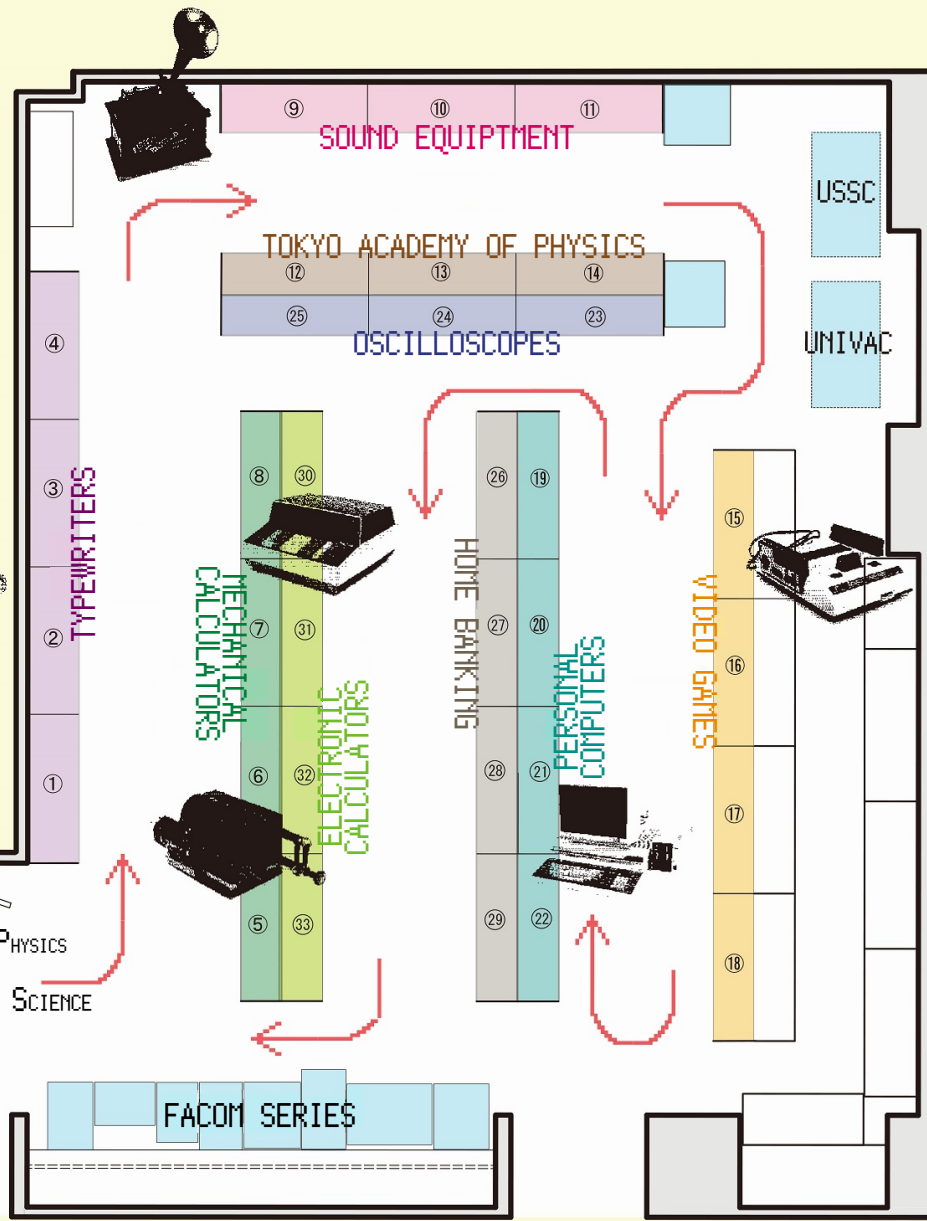 ⑨ ⑩ ⑪
SOUND EQUIPTMENT
USSC
TOKYO ACADEMY OF PHYSICS
⑫ ⑬ ⑭
㉕ ㉔ ㉓
OSCILLOSCOPES
UNIVAC
④
③
②
①
TYPEWRITERS
⑧
⑦
⑥
⑤
MECHANTICAL
CALCULATORS
㉚
㉛
㉜
㉝
ELECTRONIC
CALCULATORS
㉖
㉗
㉘
㉙
HOME BANKING
⑲
⑳
㉑
㉒
PERSONAL
COMPUTERS
⑮
⑯
⑰
⑱
VIDEO GAMES
PHYSICS
SCIENCE
FACOM SERIES